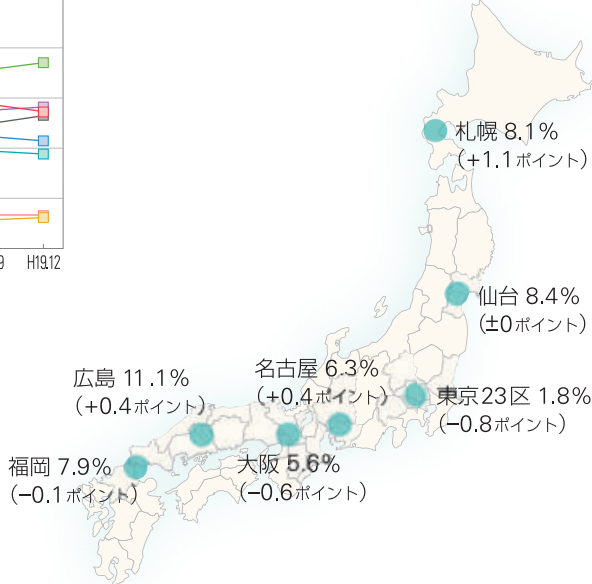 9
H19.12
札幌 8.1%
（+1.1ポイント）
仙台 8.4%
（±0ポイント）
広島 11.1%
（+0.4ポイント）
名古屋 6.3%
（+0.4ポイント）
東京23区 1.8%
（−0.8ポイント）
福岡 7.9%
（−0.1ポイント）
大阪 5.6%
（−0.6ポイント）